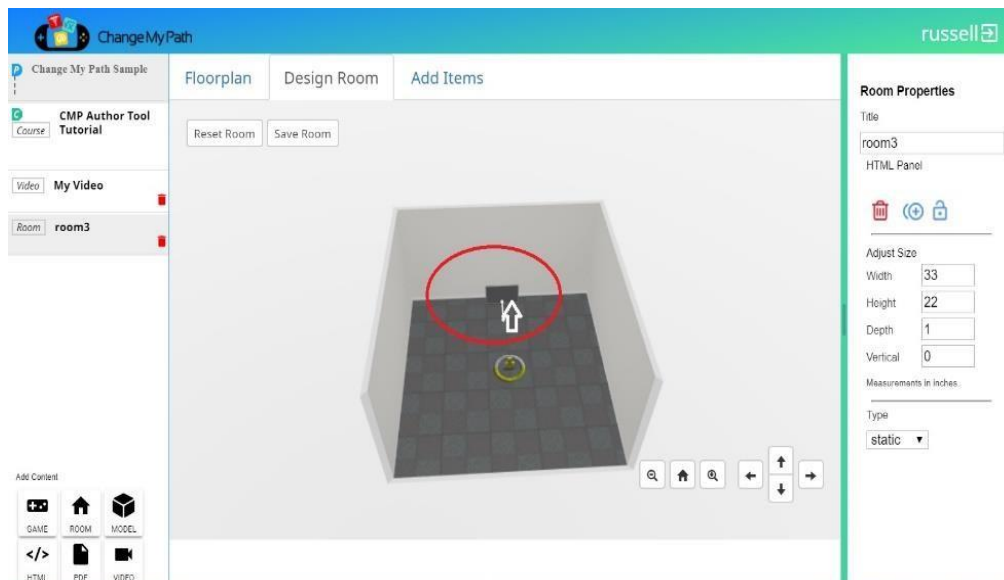 ChangeMyPath
russell
Change My Path Sample
Course
CMP Author Tool
Tutorial
Video My Video
Room room3
Add Content
GAME ROOM MODEL
</>
HTML PDF VIDEO
Floorplan Design Room Add Items
Reset Room Save Room
Room Properties
Title
room3
HTML Panel
Adjust Size
Width 33
Height 22
Depth 1
Vertical 0
Measurements in inches.
Type
static